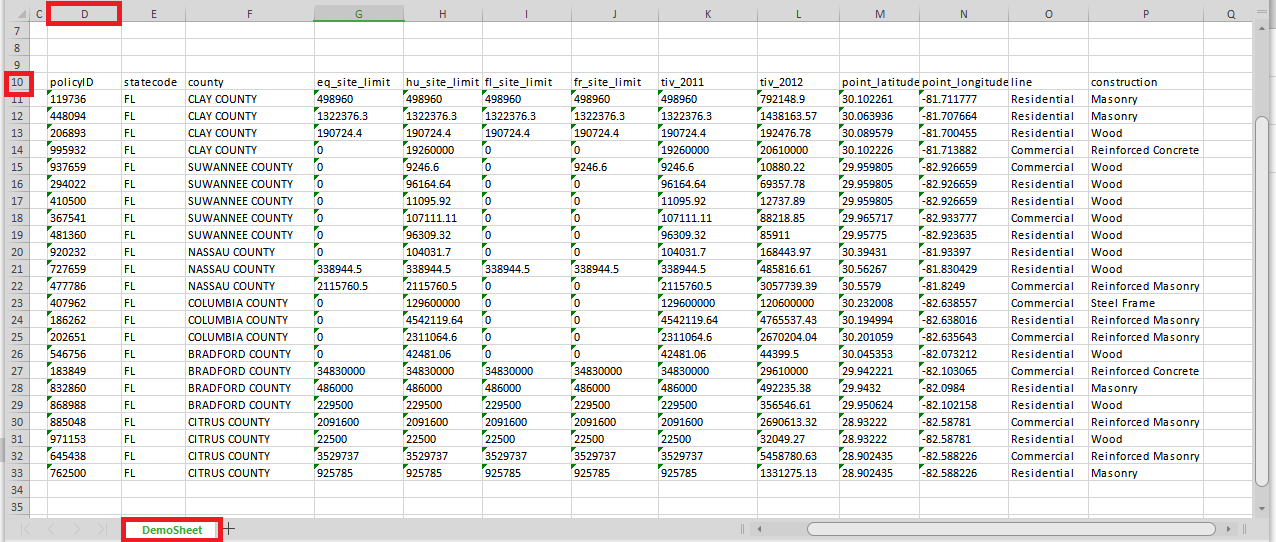 C D E F G H I J K L M N O P Q
7
8
9
10 policyID statecode county eq_site_limit hu_site_limit fl_site_limit fr_site_limit tiv_2011 tiv_2012 point_latitude point_longitude line construction
11 119736 FL CLAY COUNTY 498960 498960 498960 498960 498960 792148.9 30.102261 -81.711777 Residential Masonry
12 448094 FL CLAY COUNTY 1322376.3 1322376.3 1322376.3 1322376.3 1322376.3 1438163.57 30.063936 -81.707664 Residential Masonry
13 206893 FL CLAY COUNTY 190724.4 190724.4 190724.4 190724.4 190724.4 192476.78 30.089579 -81.700455 Residential Wood
14 995932 FL CLAY COUNTY 0 19260000 0 0 19260000 20610000 30.102226 -81.713882 Commercial Reinforced Concrete
15 937659 FL SUWANNEE COUNTY 0 9246.6 0 9246.6 9246.6 10880.22 29.959805 -82.926659 Commercial Wood
16 294022 FL SUWANNEE COUNTY 0 96164.64 0 0 96164.64 69357.78 29.959805 -82.926659 Residential Wood
17 410500 FL SUWANNEE COUNTY 0 11095.92 0 0 11095.92 12737.89 29.959805 -82.926659 Residential Wood
18 367541 FL SUWANNEE COUNTY 0 107111.11 0 0 107111.11 88218.85 29.965717 -82.933777 Commercial Wood
19 481360 FL SUWANNEE COUNTY 0 96309.32 0 0 96309.32 85911 29.95775 -82.923635 Residential Wood
20 920232 FL NASSAU COUNTY 0 104031.7 0 0 104031.7 168443.97 30.39431 -81.93397 Residential Wood
21 727659 FL NASSAU COUNTY 338944.5 338944.5 338944.5 338944.5 338944.5 485816.61 30.56267 -81.830429 Residential Wood
22 477786 FL NASSAU COUNTY 2115760.5 2115760.5 0 0 2115760.5 3057739.39 30.5579 -81.8249 Commercial Reinforced Masonry
23 407962 FL COLUMBIA COUNTY 0 129600000 0 0 129600000 120600000 30.232008 -82.638557 Commercial Steel Frame
24 186262 FL COLUMBIA COUNTY 0 4542119.64 0 0 4542119.64 4765537.43 30.194994 -82.638016 Residential Reinforced Masonry
25 202651 FL COLUMBIA COUNTY 0 2311064.6 0 0 2311064.6 2670204.04 30.201059 -82.635643 Commercial Reinforced Masonry
26 546756 FL BRADFORD COUNTY 0 42481.06 0 0 42481.06 44399.5 30.045353 -82.073212 Residential Wood
27 183849 FL BRADFORD COUNTY 34830000 34830000 34830000 34830000 34830000 29610000 29.942221 -82.103065 Commercial Reinforced Concrete
28 832860 FL BRADFORD COUNTY 486000 486000 486000 486000 486000 492235.38 29.9432 -82.0984 Residential Masonry
29 868988 FL BRADFORD COUNTY 229500 229500 229500 229500 229500 356546.61 29.950624 -82.102158 Residential Wood
30 885048 FL CITRUS COUNTY 2091600 2091600 2091600 2091600 2091600 2690613.32 28.93222 -82.58781 Commercial Reinforced Masonry
31 971153 FL CITRUS COUNTY 22500 22500 22500 22500 22500 32049.27 28.93222 -82.58781 Residential Wood
32 645438 FL CITRUS COUNTY 3529737 3529737 3529737 3529737 3529737 5458780.63 28.902435 -82.588226 Commercial Reinforced Masonry
33 762500 FL CITRUS COUNTY 925785 925785 925785 925785 925785 1331275.13 28.902435 -82.588226 Residential Masonry
34
35
DemoSheet